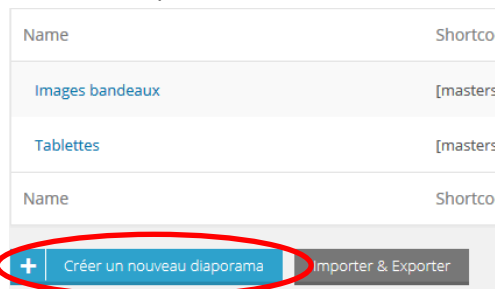 Name Shortco
Images bandeaux [masters
Tablettes [masters
Name Shortco
+ Créer un nouveau diaporama Importer & Exporter